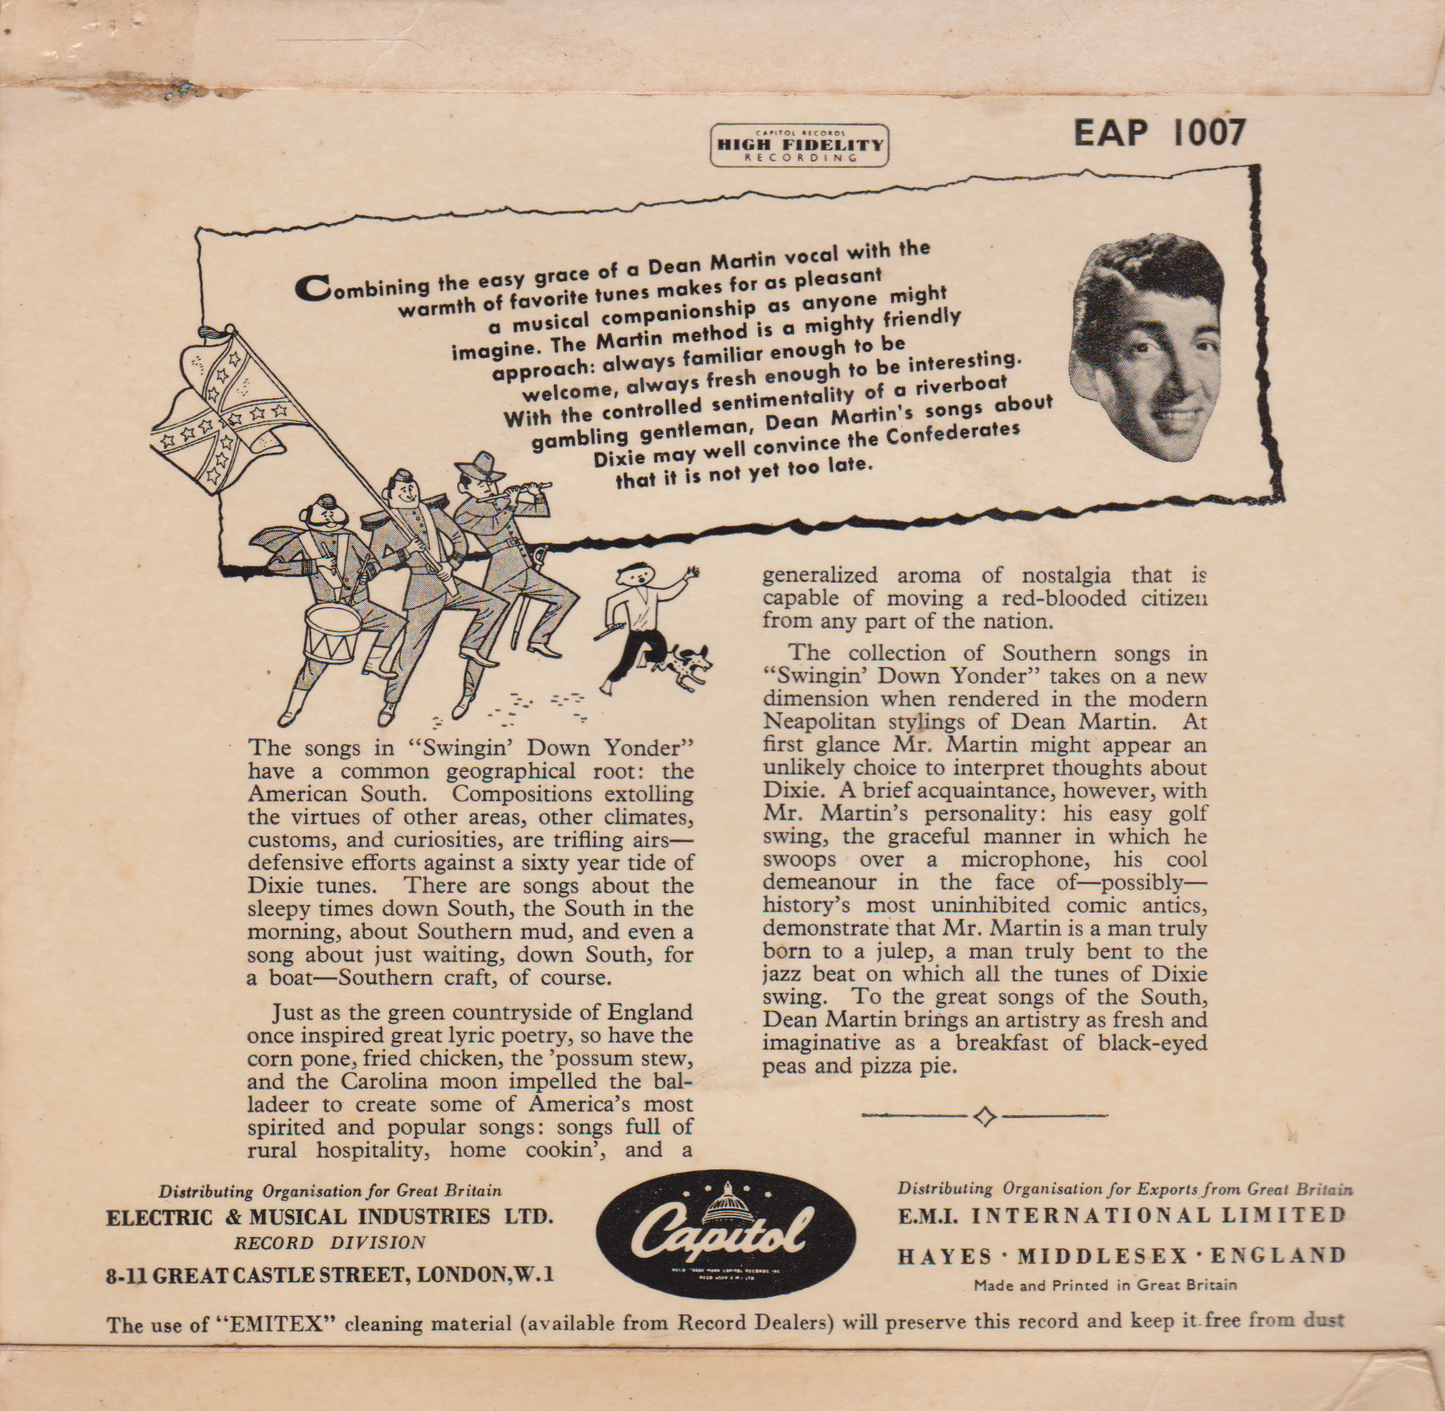 CAPITOL RECORDS
HIGH FIDELITY
RECORDING
EAP 1007
Combining the easy grace of a Dean Martin vocal with the
warmth of favorite tunes makes for as pleasant
a musical companionship as anyone might
imagine. The Martin method is a mighty friendly
approach: always familiar enough to be
welcome, always fresh enough to be interesting.
With the controlled sentimentality of a riverboat
gambling gentleman, Dean Martin's songs about
Dixie may well convince the Confederates
that it is not yet too late.
The songs in “Swingin’ Down Yonder”
have a common geographical root: the
American South. Compositions extolling
the virtues of other areas, other climates,
customs, and curiosities, are trifling airs—
defensive efforts against a sixty year tide of
Dixie tunes. There are songs about the
sleepy times down South, the South in the
morning, about Southern mud, and even a
song about just waiting, down South, for
a boat—Southern craft, of course.
Just as the green countryside of England
once inspired great lyric poetry, so have the
corn pone, fried chicken, the ’possum stew,
and the Carolina moon impelled the bal-
ladeer to create some of America’s most
spirited and popular songs: songs full of
rural hospitality, home cookin’, and a
generalized aroma of nostalgia that is
capable of moving a red-blooded citizen
from any part of the nation.
The collection of Southern songs in
“Swingin’ Down Yonder” takes on a new
dimension when rendered in the modern
Neapolitan stylings of Dean Martin. At
first glance Mr. Martin might appear an
unlikely choice to interpret thoughts about
Dixie. A brief acquaintance, however, with
Mr. Martin’s personality: his easy golf
swing, the graceful manner in which he
swoops over a microphone, his cool
demeanour in the face of—possibly—
history’s most uninhibited comic antics,
demonstrate that Mr. Martin is a man truly
born to a julep, a man truly bent to the
jazz beat on which all the tunes of Dixie
swing. To the great songs of the South,
Dean Martin brings an artistry as fresh and
imaginative as a breakfast of black-eyed
peas and pizza pie.
Distributing Organisation for Great Britain
ELECTRIC & MUSICAL INDUSTRIES LTD.
RECORD DIVISION
8-11 GREAT CASTLE STREET, LONDON, W.1
Capitol
Distributing Organisation for Exports from Great Britain
E.M.I. INTERNATIONAL LIMITED
HAYES · MIDDLESEX · ENGLAND
Made and Printed in Great Britain
The use of “EMITEX” cleaning material (available from Record Dealers) will preserve this record and keep it free from dust